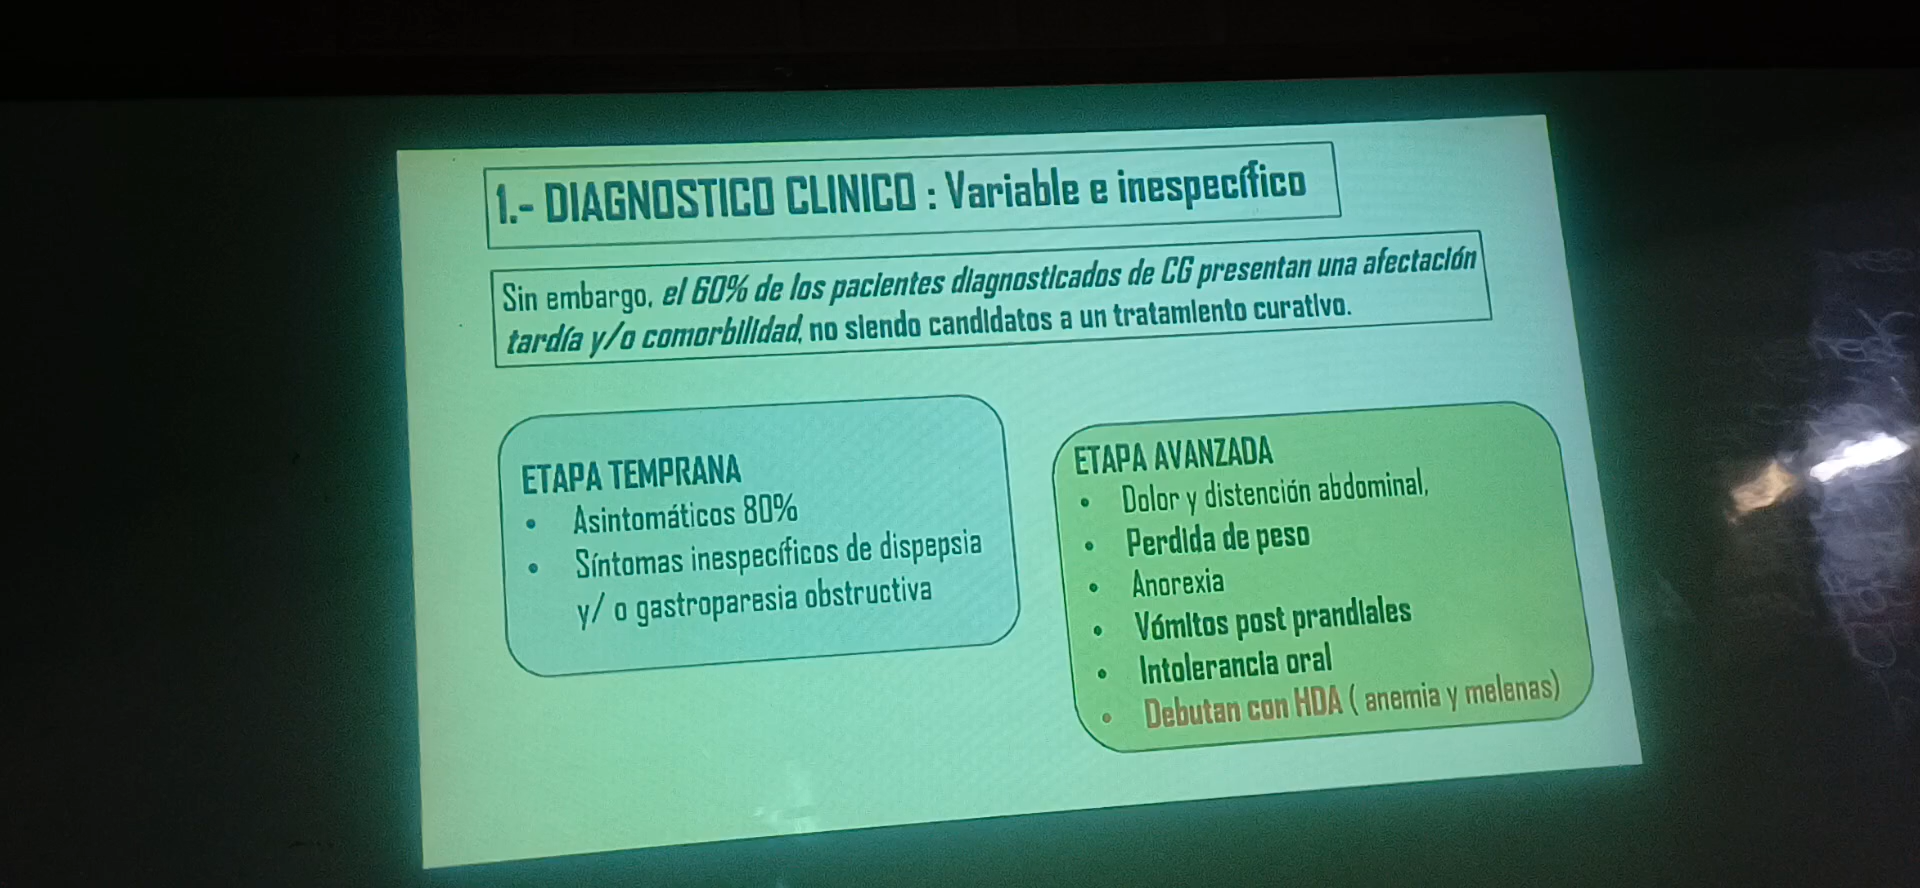 1.- DIAGNOSTICO CLINICO : Variable e inespecífico
Sin embargo, el 60% de los pacientes diagnosticados de CG presentan una afectación
tardía y/o comorbilidad, no siendo candidatos a un tratamiento curativo.
ETAPA TEMPRANA
• Asintomáticos 80%
• Síntomas inespecíficos de dispepsia
y/ o gastroparesia obstructiva
ETAPA AVANZADA
• Dolor y distención abdominal,
• Perdida de peso
• Anorexia
• Vómitos post prandiales
• Intolerancia oral
• Debutan con HDA ( anemia y melenas)